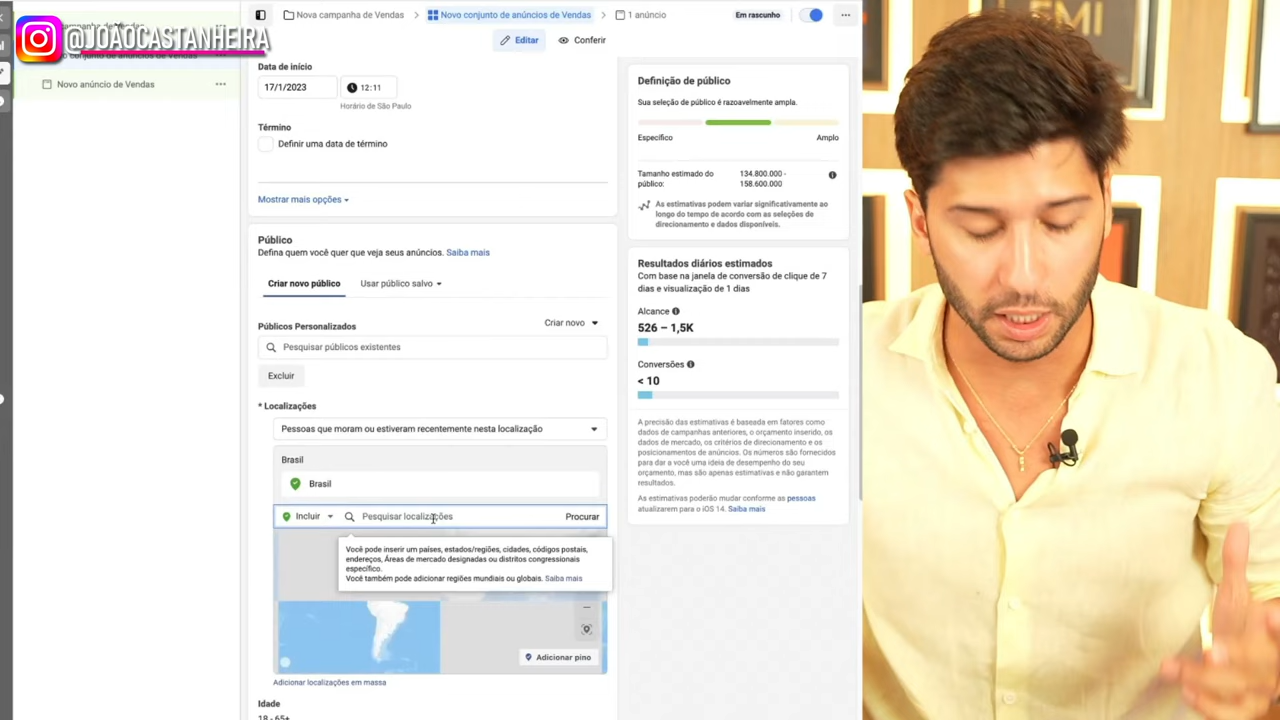 @JOAOCASTANHEIRA
Nova campanha de Vendas
Novo conjunto de anúncios de Vendas
1 anúncio
Em rascunho
Editar
Conferir
Novo anúncio de Vendas
Data de início
17/1/2023
12:11
Horário de São Paulo
Término
Definir uma data de término
Mostrar mais opções
Público
Defina quem você quer que veja seus anúncios. Saiba mais
Criar novo público
Usar público salvo
Públicos Personalizados
Criar novo
Pesquisar públicos existentes
Excluir
* Localizações
Pessoas que moram ou estiveram recentemente nesta localização
Brasil
Brasil
Incluir
Pesquisar localizações
Procurar
Você pode inserir um países, estados/regiões, cidades, códigos postais,
endereços, Áreas de mercado designadas ou distritos congressionais
específico.
Você também pode adicionar regiões mundiais ou globais. Saiba mais
Adicionar pino
Adicionar localizações em massa
Idade
18 - 65+
Definição de público
Sua seleção de público é razoavelmente ampla.
Específico
Amplo
Tamanho estimado do
público:
134.800.000 -
158.600.000
As estimativas podem variar significativamente ao
longo do tempo de acordo com as seleções de
direcionamento e dados disponíveis.
Resultados diários estimados
Com base na janela de conversão de clique de 7
dias e visualização de 1 dias
Alcance
526 – 1,5K
Conversões
< 10
A precisão das estimativas é baseada em fatores como
dados de campanhas anteriores, o orçamento inserido, os
dados de mercado, os critérios de direcionamento e os
posicionamentos de anúncios. Os números são fornecidos
para dar a você uma ideia de desempenho do seu
orçamento, mas são apenas estimativas e não garantem
resultados.
As estimativas poderão mudar conforme as pessoas
atualizarem para o iOS 14. Saiba mais